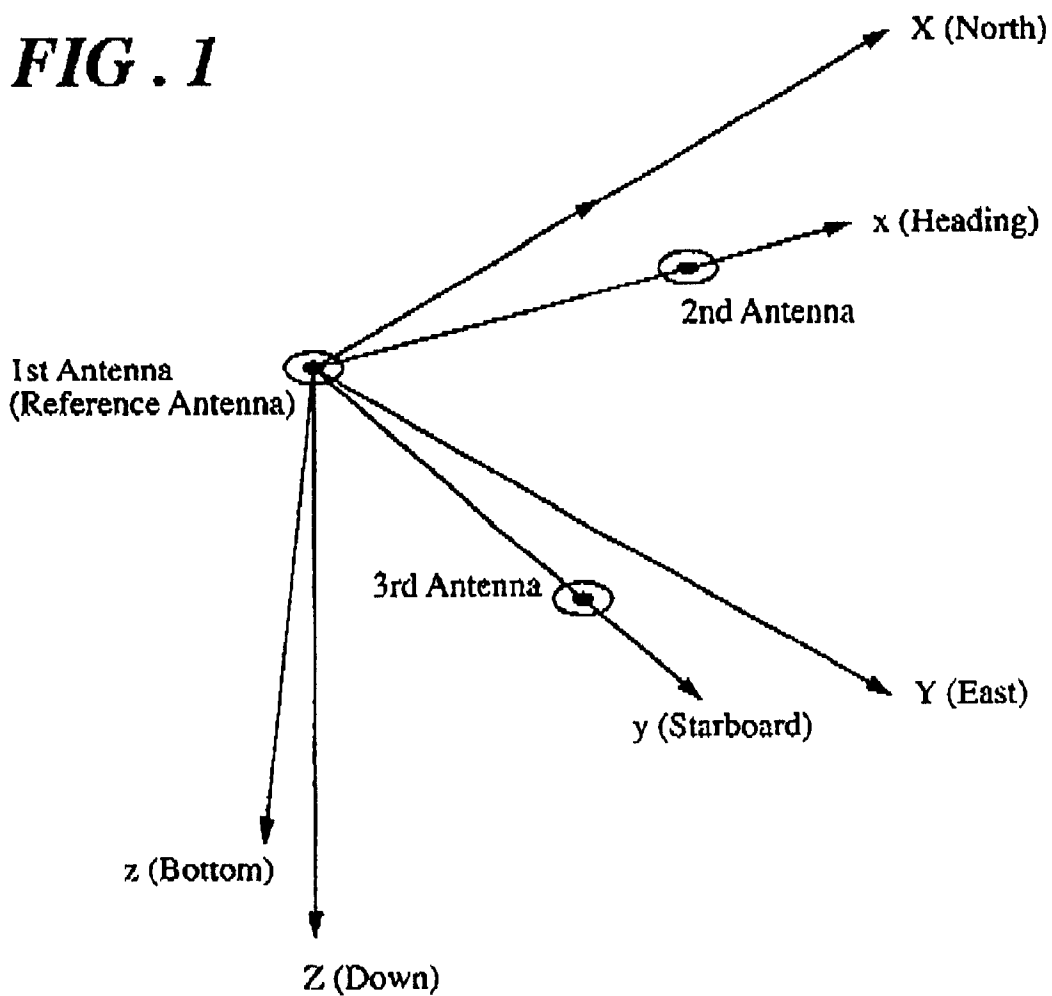 FIG . 1
X (North)
x (Heading)
2nd Antenna
1st Antenna
(Reference Antenna)
3rd Antenna
Y (East)
y (Starboard)
z (Bottom)
Z (Down)